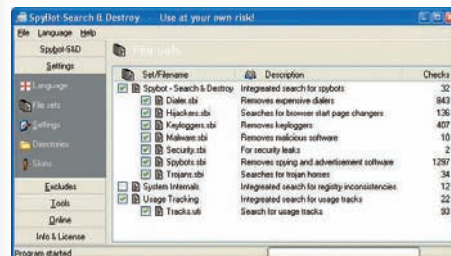 SpyBot Search & Destroy - Use at your own risk!
File Language Help
Spybot-S&D
Settings
Language
File sets
Settings
Directories
Skins
Excludes
Tools
Online
Info & License
File sets
Set/Filename Description Checks
Spybot - Search & Destroy Integreated search for spybots 32
Dialer.sbi Removes expensive dialers 843
Hijackers.sbi Searches for browser start page changers 136
Keyloggers.sbi Removes keyloggers 407
Malware.sbi Removes malicious software 10
Security.sbi For security leaks 2
Spybots.sbi Removes spying and advertisement software 1297
Trojans.sbi Searches for trojan horses 34
System Internals Integreated search for registry inconsistencies 12
Usage Tracking Integreated search for usage tracks 22
Tracks.uti Search for usage tracks 93
Program started